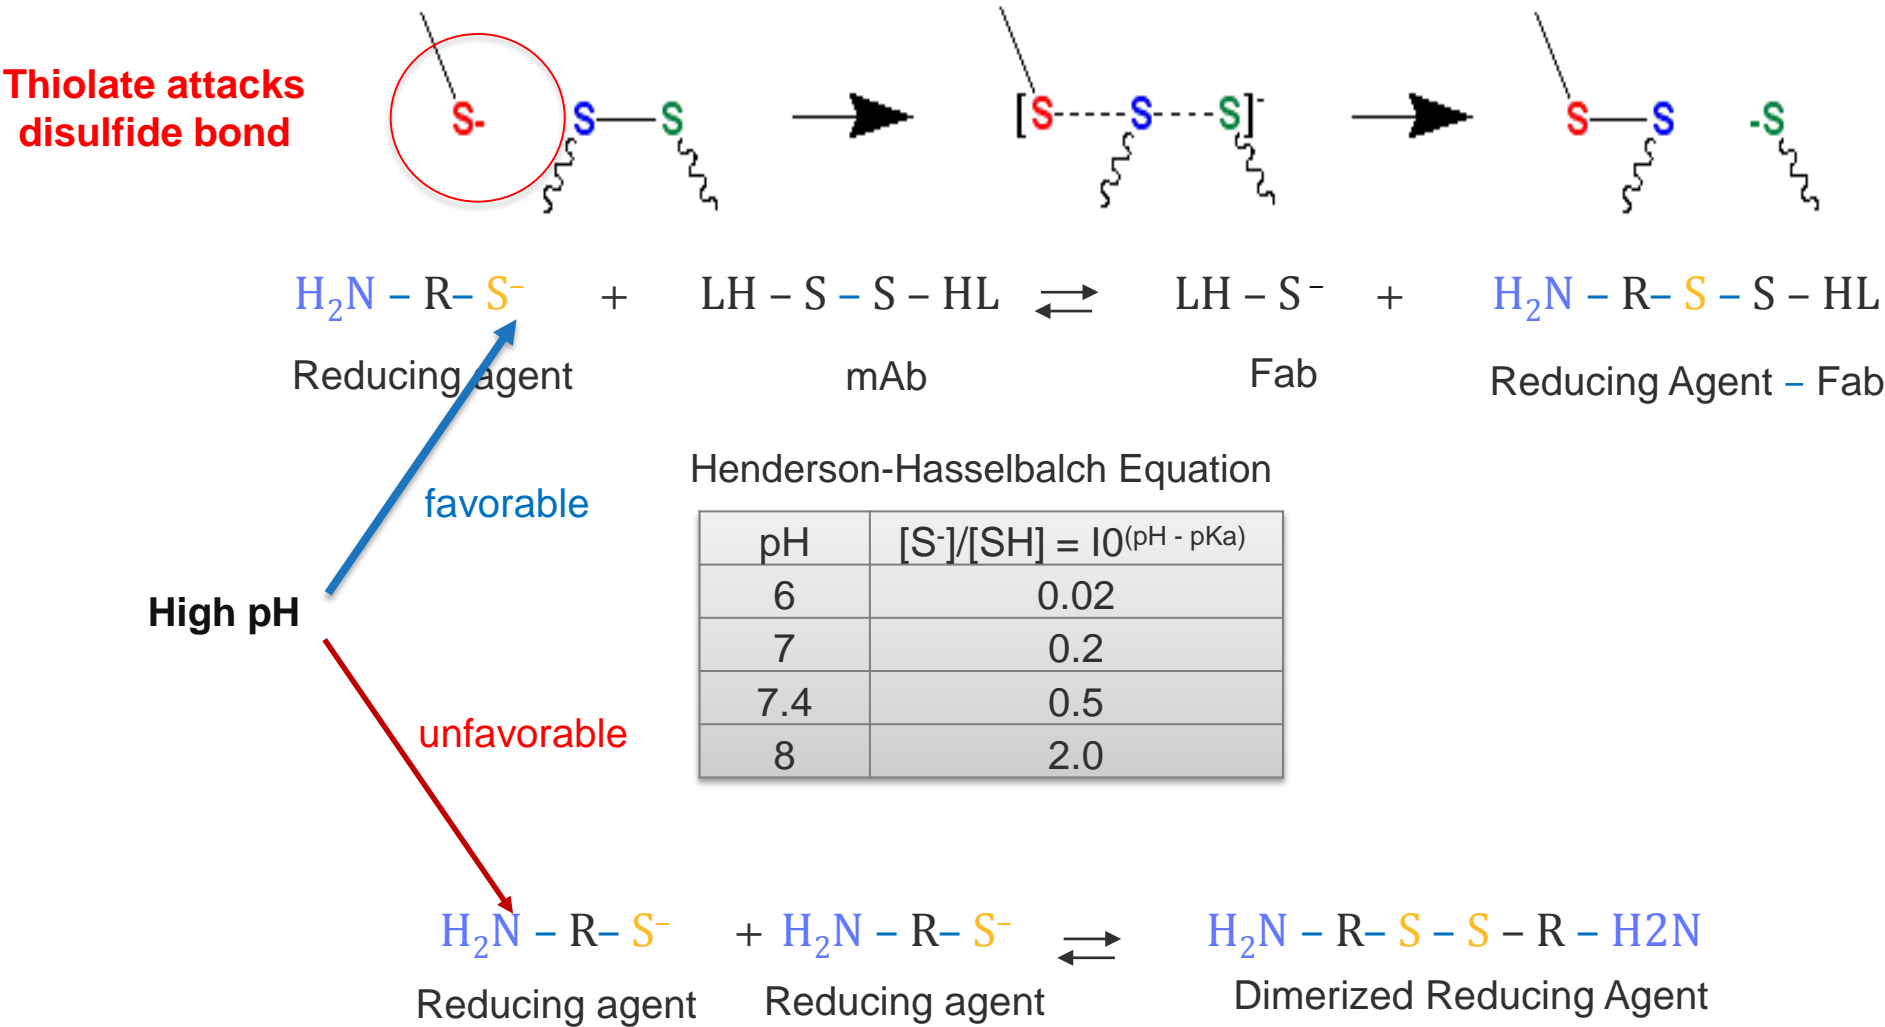 Thiolate attacks
disulfide bond
S- S S
[S S S]-
S S -S
H₂N – R– S⁻ + LH – S – S – HL ⇌ LH – S⁻ + H₂N – R– S – S – HL
Reducing agent mAb Fab Reducing Agent – Fab
Henderson-Hasselbalch Equation
favorable
pH [S⁻]/[SH] = I0⁽ᵖᴴ ⁻ ᵖᴷᵃ⁾
6 0.02
High pH
7 0.2
7.4 0.5
unfavorable
8 2.0
H₂N – R– S⁻ + H₂N – R– S⁻ ⇌ H₂N – R– S – S – R – H2N
Reducing agent Reducing agent Dimerized Reducing Agent